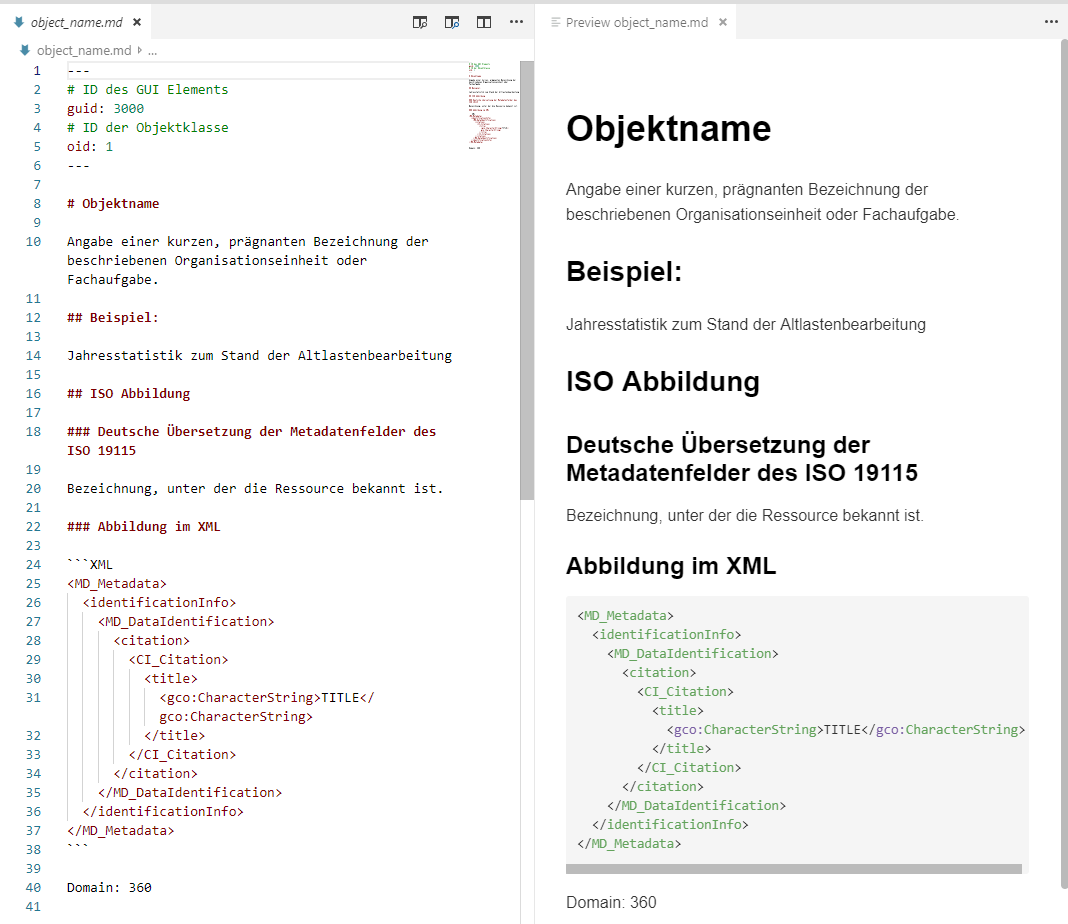 object_name.md ×
object_name.md › ...
1 ---
2 # ID des GUI Elements
3 guid: 3000
4 # ID der Objektklasse
5 oid: 1
6 ---
7
8 # Objektname
9
10 Angabe einer kurzen, prägnanten Bezeichnung der
beschriebenen Organisationseinheit oder
Fachaufgabe.
11
12 ## Beispiel:
13
14 Jahresstatistik zum Stand der Altlastenbearbeitung
15
16 ## ISO Abbildung
17
18 ### Deutsche Übersetzung der Metadatenfelder des
ISO 19115
19
20 Bezeichnung, unter der die Ressource bekannt ist.
21
22 ### Abbildung im XML
23
24 ```XML
25 <MD_Metadata>
26 <identificationInfo>
27 <MD_DataIdentification>
28 <citation>
29 <CI_Citation>
30 <title>
31 <gco:CharacterString>TITLE</
gco:CharacterString>
32 </title>
33 </CI_Citation>
34 </citation>
35 </MD_DataIdentification>
36 </identificationInfo>
37 </MD_Metadata>
38 ```
39
40 Domain: 360
41
Preview object_name.md ×
Objektname
Angabe einer kurzen, prägnanten Bezeichnung der
beschriebenen Organisationseinheit oder Fachaufgabe.
Beispiel:
Jahresstatistik zum Stand der Altlastenbearbeitung
ISO Abbildung
Deutsche Übersetzung der
Metadatenfelder des ISO 19115
Bezeichnung, unter der die Ressource bekannt ist.
Abbildung im XML
<MD_Metadata>
<identificationInfo>
<MD_DataIdentification>
<citation>
<CI_Citation>
<title>
<gco:CharacterString>TITLE</gco:CharacterString>
</title>
</CI_Citation>
</citation>
</MD_DataIdentification>
</identificationInfo>
</MD_Metadata>
Domain: 360